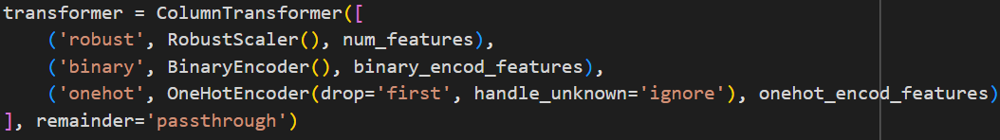 transformer = ColumnTransformer([
    ('robust', RobustScaler(), num_features),
    ('binary', BinaryEncoder(), binary_encod_features),
    ('onehot', OneHotEncoder(drop='first', handle_unknown='ignore'), onehot_encod_features)
], remainder='passthrough')